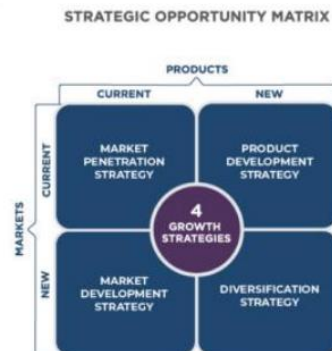 STRATEGIC OPPORTUNITY MATRIX
PRODUCTS
CURRENT
NEW
MARKETS
CURRENT
MARKET
PENETRATION
STRATEGY
PRODUCT
DEVELOPMENT
STRATEGY
4
GROWTH
STRATEGIES
NEW
MARKET
DEVELOPMENT
STRATEGY
DIVERSIFICATION
STRATEGY